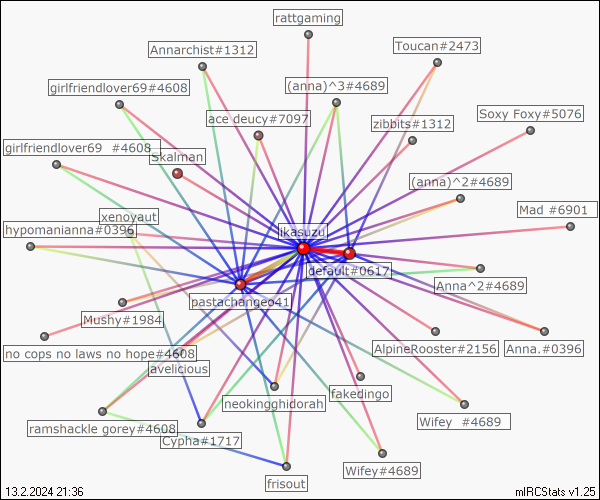 rattgaming
Annarchist#1312
Toucan#2473
girlfriendlover69#4608
(anna)^3#4689
ace deucy#7097
zibbits#1312
Soxy Foxy#5076
girlfriendlover69 #4608
Skalman
(anna)^2#4689
Mad #6901
xenoyaut
hypomanianna#0396
ikasuzu
default#0617
Anna^2#4689
pastachangeo41
Mushy#1984
no cops no laws no hope#4608
AlpineRooster#2156
Anna.#0396
javelicious
fakedingo
neokingghidorah
Wifey #4689
ramshackle gorey#4608
Cypha#1717
Wifey#4689
frisout
13.2.2024 21:36
mIRCStats v1.25